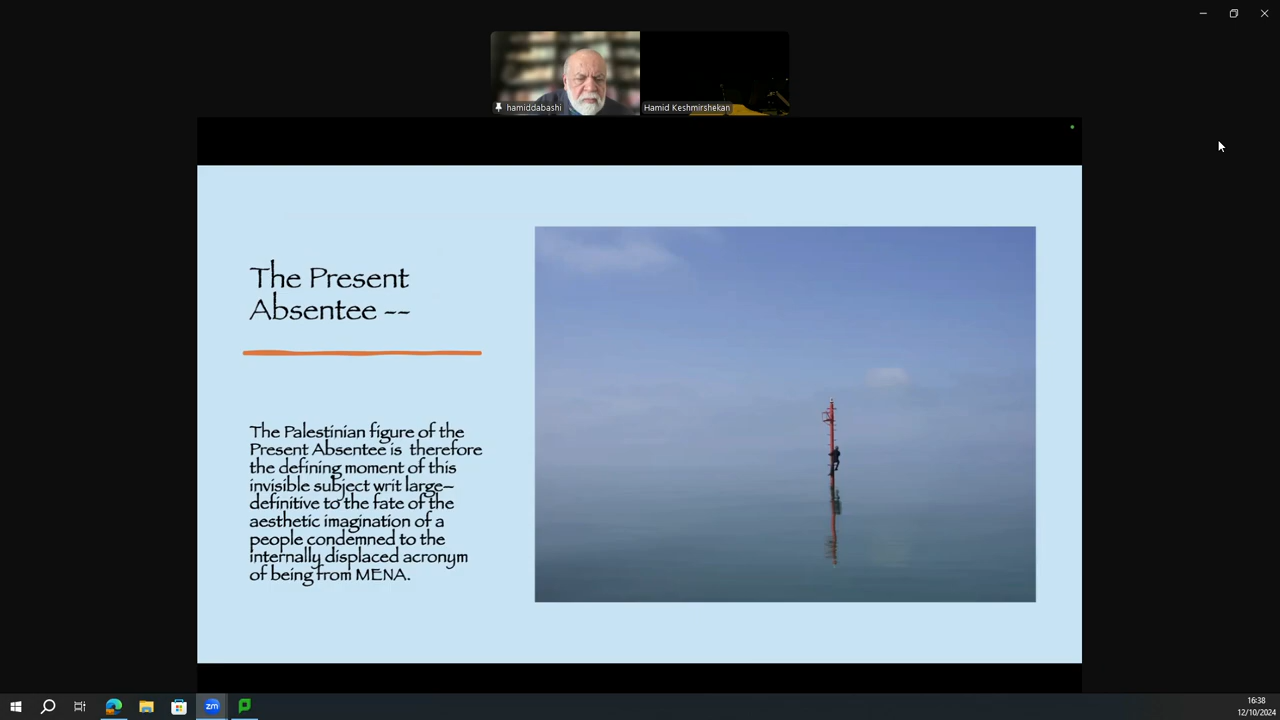 hamiddabashi
Hamid Keshmirshekan
The Present
Absentee --
The Palestinian figure of the
Present Absentee is therefore
the defining moment of this
invisible subject writ large–
definitive to the fate of the
aesthetic imagination of a
people condemned to the
internally displaced acronym
of being from MENA.
zm
16:38
12/10/2024